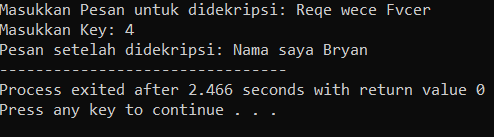 Masukkan Pesan untuk didekripsi: Reqe wece Fvcer
Masukkan Key: 4
Pesan setelah didekripsi: Nama saya Bryan
--------------------------------
Process exited after 2.466 seconds with return value 0
Press any key to continue . . .